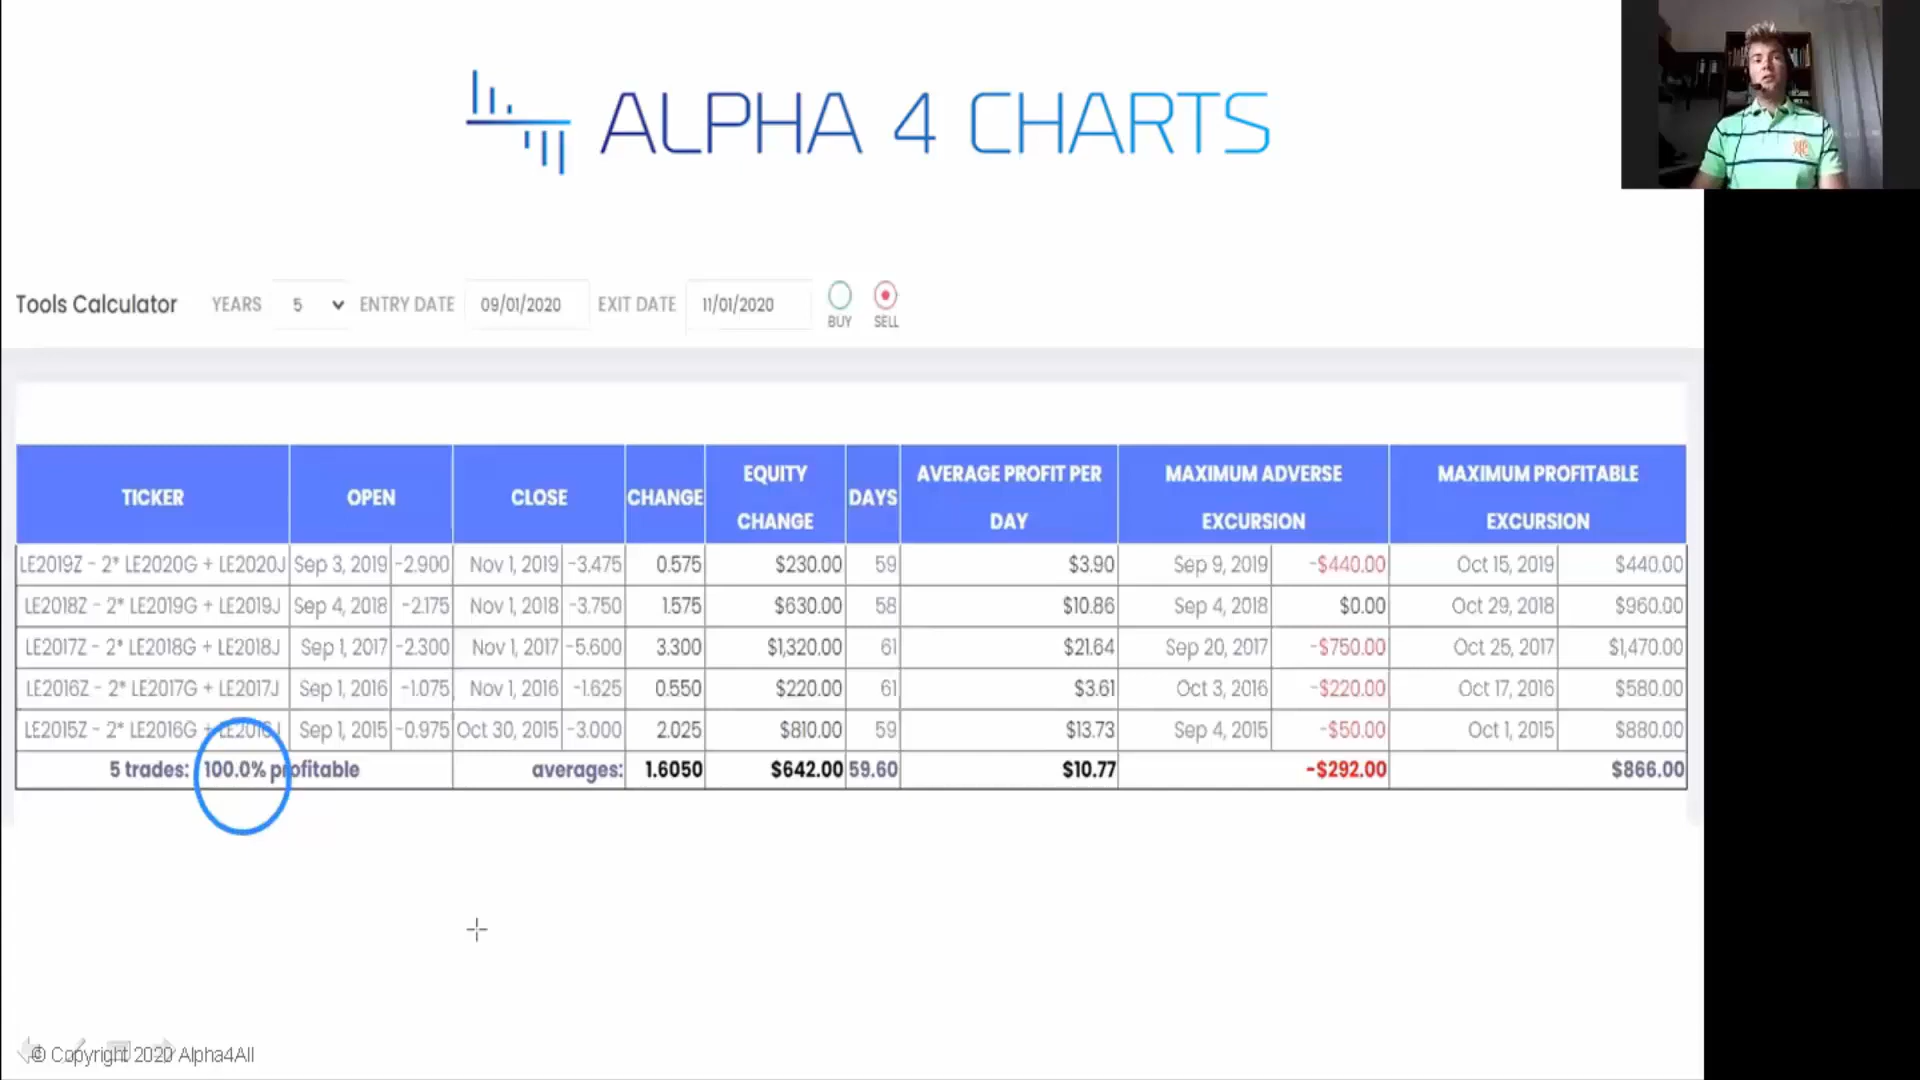 ALPHA 4 CHARTS
Tools Calculator YEARS 5 ENTRY DATE 09/01/2020 EXIT DATE 11/01/2020 BUY SELL
TICKER OPEN CLOSE CHANGE EQUITY CHANGE DAYS AVERAGE PROFIT PER DAY MAXIMUM ADVERSE EXCURSION MAXIMUM PROFITABLE EXCURSION
LE2019Z - 2* LE2020G + LE2020J Sep 3, 2019 -2.900 Nov 1, 2019 -3.475 0.575 $230.00 59 $3.90 Sep 9, 2019 -$440.00 Oct 15, 2019 $440.00
LE2018Z - 2* LE2019G + LE2019J Sep 4, 2018 -2.175 Nov 1, 2018 -3.750 1.575 $630.00 58 $10.86 Sep 4, 2018 $0.00 Oct 29, 2018 $960.00
LE2017Z - 2* LE2018G + LE2018J Sep 1, 2017 -2.300 Nov 1, 2017 -5.600 3.300 $1,320.00 61 $21.64 Sep 20, 2017 -$750.00 Oct 25, 2017 $1,470.00
LE2016Z - 2* LE2017G + LE2017J Sep 1, 2016 -1.075 Nov 1, 2016 -1.625 0.550 $220.00 61 $3.61 Oct 3, 2016 -$220.00 Oct 17, 2016 $580.00
LE2015Z - 2* LE2016G + LE2016J Sep 1, 2015 -0.975 Oct 30, 2015 -3.000 2.025 $810.00 59 $13.73 Sep 4, 2015 -$50.00 Oct 1, 2015 $880.00
5 trades: 100.0% profitable averages: 1.6050 $642.00 59.60 $10.77 -$292.00 $866.00
© Copyright 2020 Alpha4All